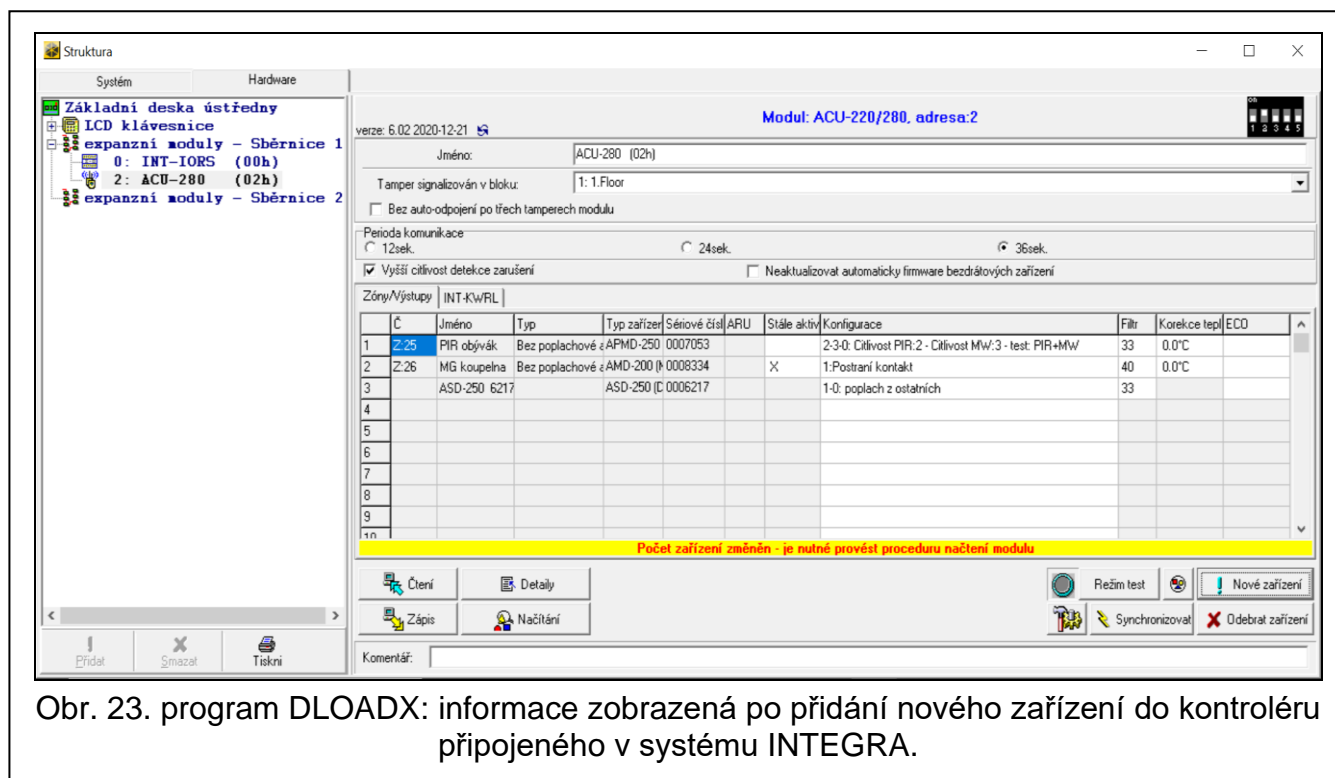 Struktura
Systém Hardware
Základní deska ústředny
LCD klávesnice
expanzní moduly - Sběrnice 1
0: INT-IORS (00h)
2: ACU-280 (02h)
expanzní moduly - Sběrnice 2
Přidat Smazat Tiskni
verze: 6.02 2020-12-21 Modul: ACU-220/280, adresa:2
on
1 2 3 4 5
Jméno: ACU-280 (02h)
Tamper signalizován v bloku: 1: 1.Floor
Bez auto-odpojení po třech tamperech modulu
Perioda komunikace
12sek. 24sek. 36sek.
Vyšší citlivost detekce zarušení Neaktualizovat automaticky firmware bezdrátových zařízení
Zóny/Výstupy INT-KWRL
Č Jméno Typ Typ zařízer Sériové čísl ARU Stále aktiv Konfigurace Filtr Korekce tepl ECO
1 Z:25 PIR obývák Bez poplachové a APMD-250 0007053 2-3-0: Citlivost PIR:2 - Citlivost MW:3 - test: PIR+MW 33 0.0°C
2 Z:26 MG koupelna Bez poplachové a AMD-200 (M 0008334 X 1:Postraní kontakt 40 0.0°C
3 ASD-250 6217 ASD-250 (D 0006217 1-0: poplach z ostatních 33
4
5
6
7
8
9
10
Počet zařízení změněn - je nutné provést proceduru načtení modulu
Čtení Detaily Režim test Nové zařízení
Zápis Načítání Synchronizovat Odebrat zařízení
Komentář:
Obr. 23. program DLOADX: informace zobrazená po přidání nového zařízení do kontroléru
připojeného v systému INTEGRA.